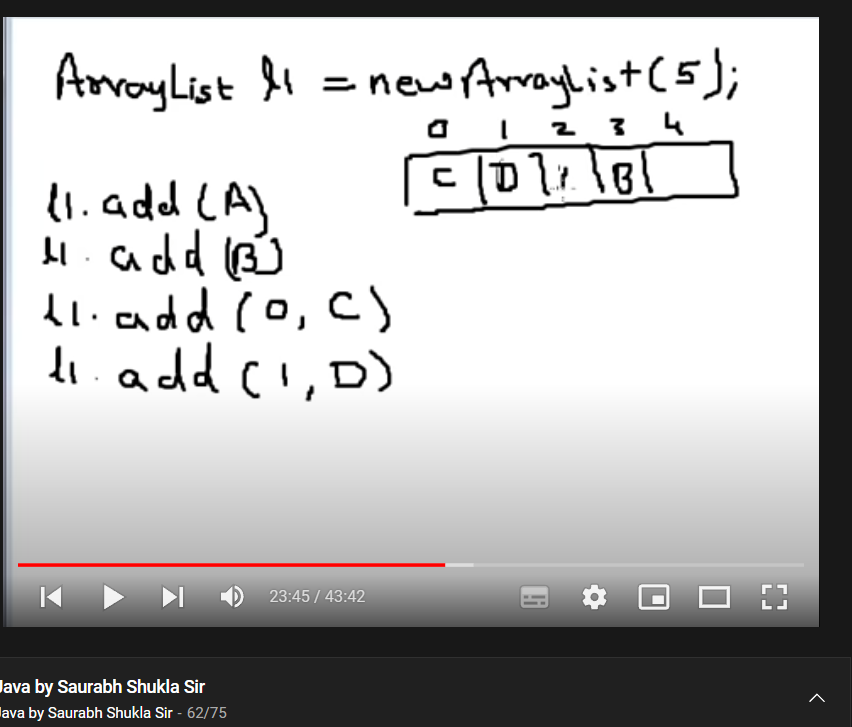 ArrayList l1 = new ArrayList(5);
0 1 2 3 4
C D B
l1.add(A)
l1.add(B)
l1.add(0, C)
l1.add(1, D)
23:45 / 43:42
Java by Saurabh Shukla Sir
Java by Saurabh Shukla Sir - 62/75